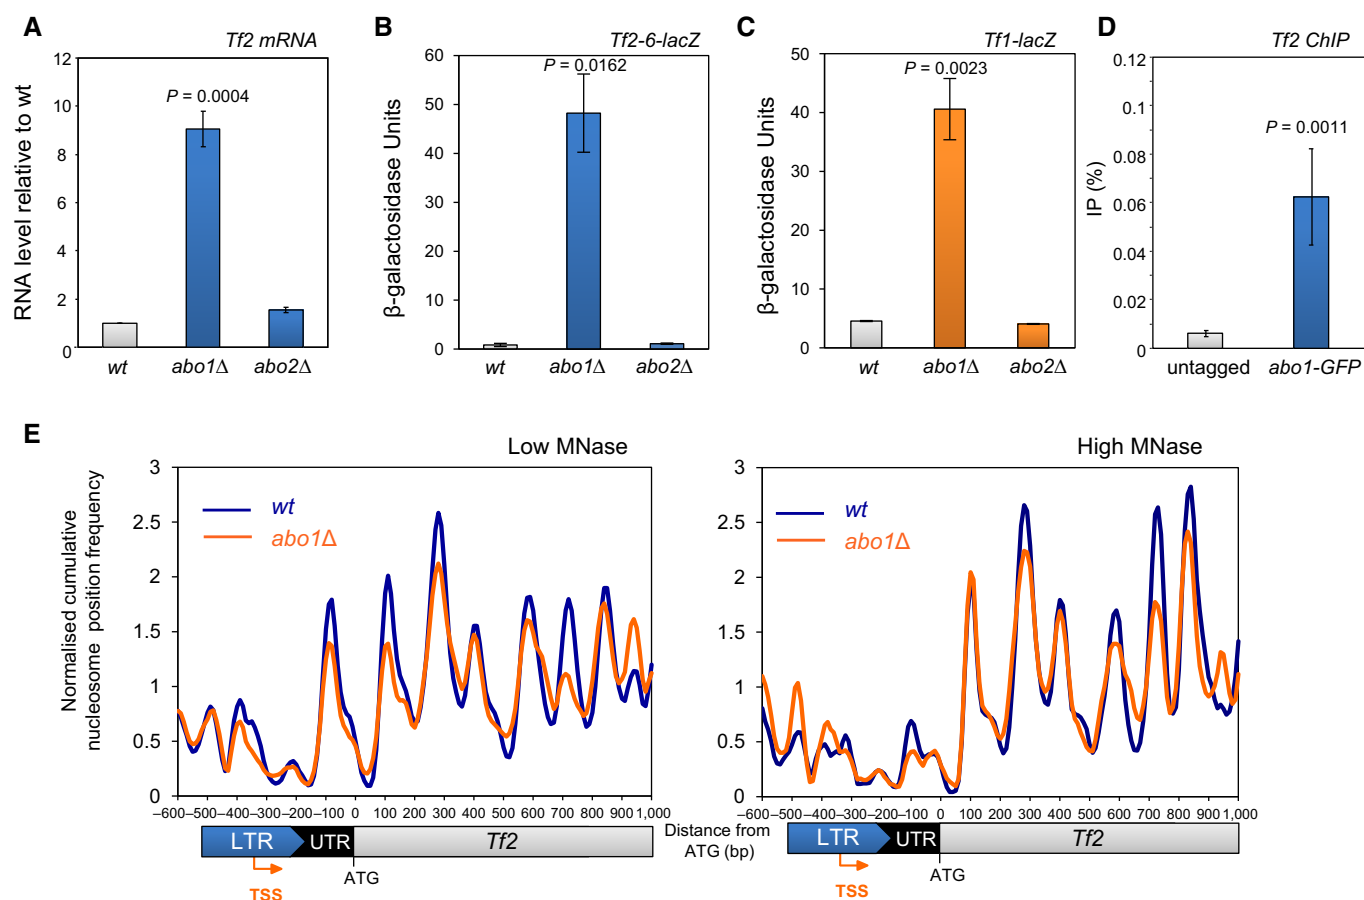 A
Tf2 mRNA
RNA level relative to wt
12
10
8
6
4
2
0
P = 0.0004
wt
abo1Δ
abo2Δ
B
Tf2-6-lacZ
β-galactosidase Units
60
50
40
30
20
10
0
P = 0.0162
wt
abo1Δ
abo2Δ
C
Tf1-lacZ
β-galactosidase Units
50
40
30
20
10
0
P = 0.0023
wt
abo1Δ
abo2Δ
D
Tf2 ChIP
IP (%)
0.12
0.1
0.08
0.06
0.04
0.02
0
P = 0.0011
untagged
abo1-GFP
E
Low MNase
Normalised cumulative
nucleosome position frequency
3
2.5
2
1.5
1
0.5
0
wt
abo1Δ
–600–500–400–300–200–100 0 100 200 300 400 500 600 700 800 900 1,000
LTR
UTR
Tf2
ATG
TSS
Distance from
ATG (bp)
High MNase
3
2.5
2
1.5
1
0.5
0
wt
abo1Δ
–600–500–400–300–200–100 0 100 200 300 400 500 600 700 800 900 1,000
LTR
UTR
Tf2
ATG
TSS